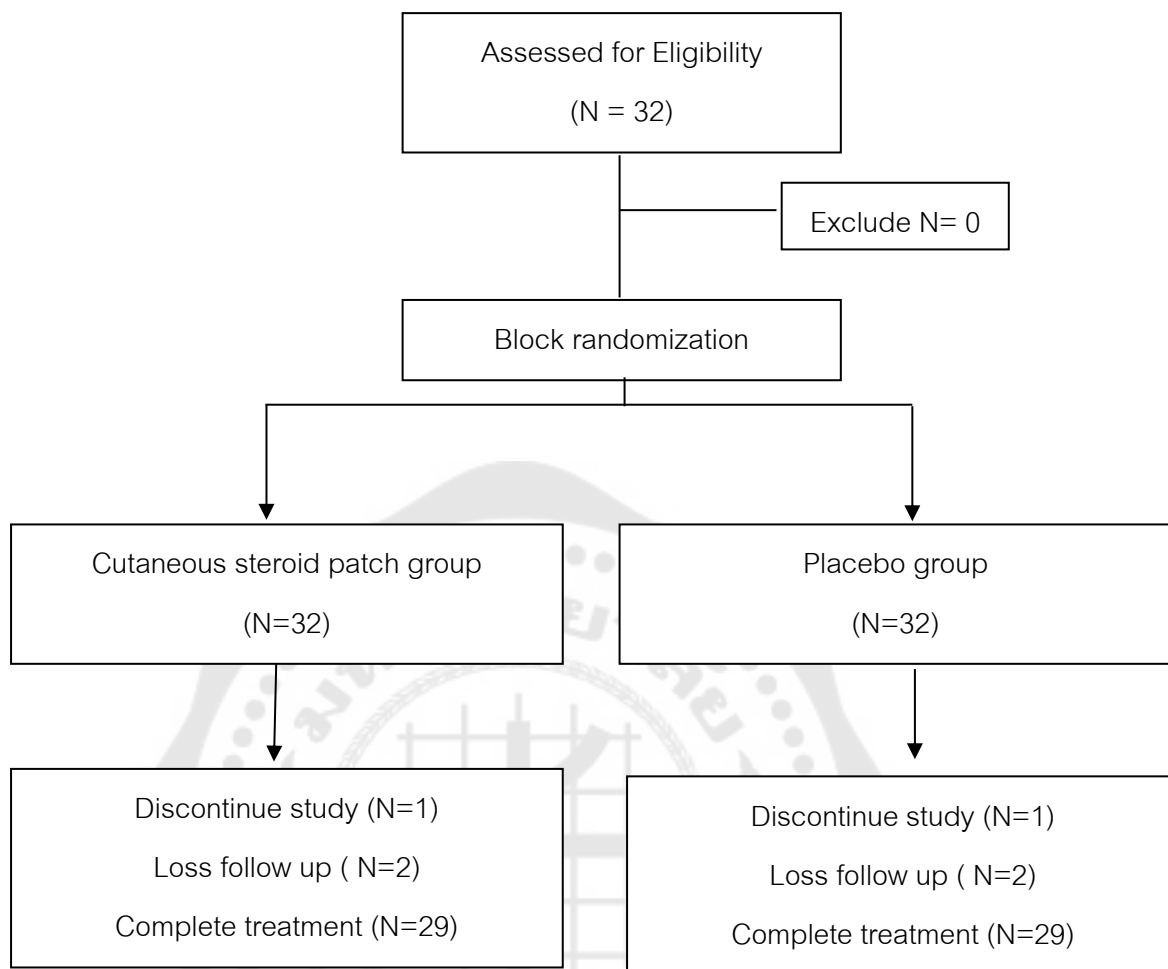 Assessed for Eligibility
(N = 32)
Exclude N= 0
Block randomization
Cutaneous steroid patch group
(N=32)
Placebo group
(N=32)
Discontinue study (N=1)
Loss follow up ( N=2)
Complete treatment (N=29)
Discontinue study (N=1)
Loss follow up ( N=2)
Complete treatment (N=29)